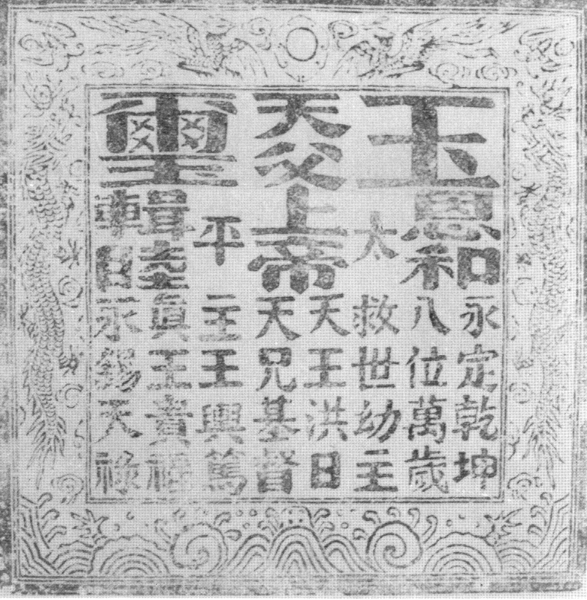 玉
恩和
永定乾坤
八位萬歲
太
救世幼主
天父上帝
天王洪日
天兄基督
平
主王輿篤
璽
輯睦
眞王貴福
永錫天祿